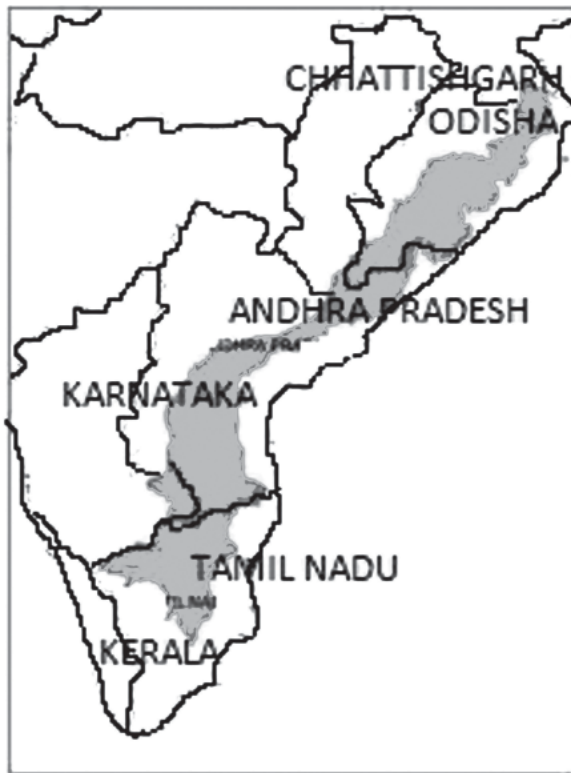 CHHATTISHGARH
ODISHA
ANDHRA PRADESH
KARNATAKA
TAMIL NADU
KERALA